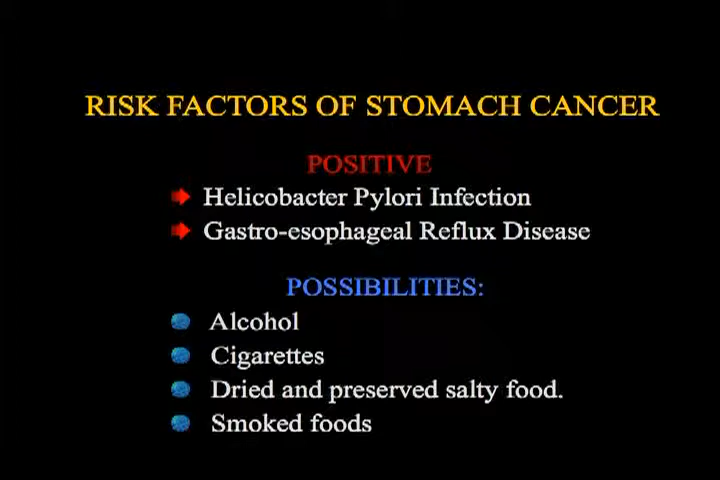 RISK FACTORS OF STOMACH CANCER
POSITIVE
Helicobacter Pylori Infection
Gastro-esophageal Reflux Disease
POSSIBILITIES:
Alcohol
Cigarettes
Dried and preserved salty food.
Smoked foods